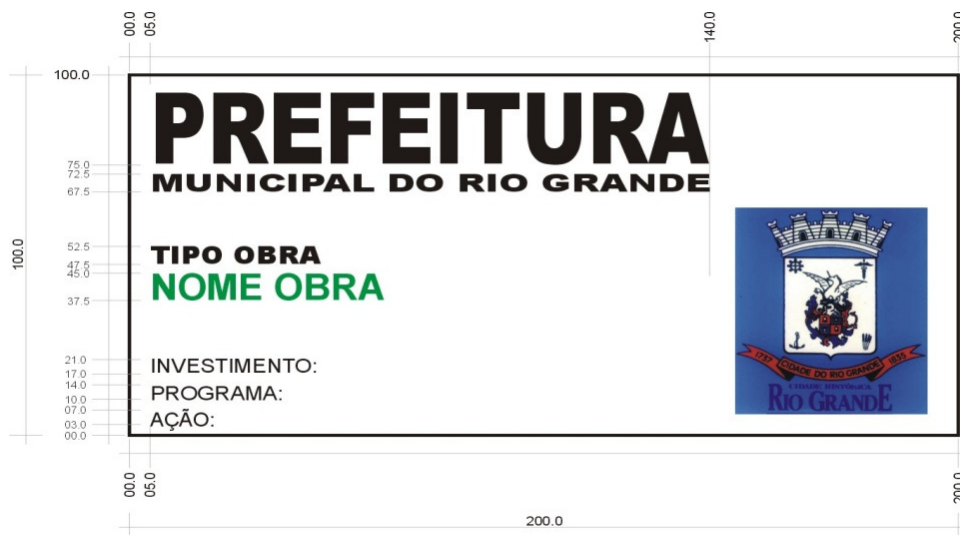 00.0 05.0 140.0 200.0
100.0
PREFEITURA
75.0
72.5
MUNICIPAL DO RIO GRANDE
67.5
100.0
52.5
TIPO OBRA
47.5
45.0
NOME OBRA
37.5
21.0
INVESTIMENTO:
17.0
14.0
PROGRAMA:
10.0
07.0
AÇÃO:
03.0
00.0
1737 CIDADE DO RIO GRANDE 1835
CIDADE HISTÓRICA
RIO GRANDE
00.0 05.0 200.0
200.0